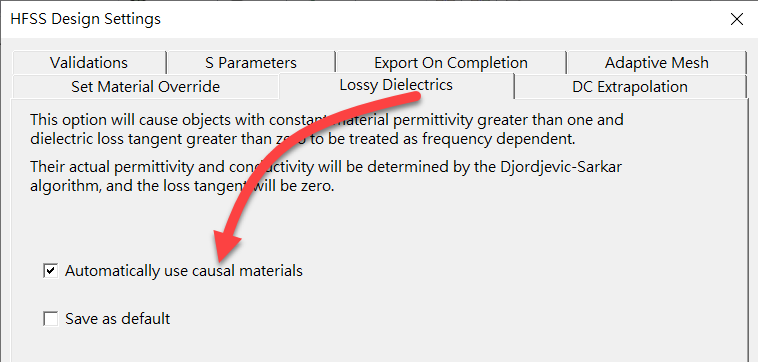 HFSS Design Settings
Validations
S Parameters
Export On Completion
Adaptive Mesh
Set Material Override
Lossy Dielectrics
DC Extrapolation
This option will cause objects with constant material permittivity greater than one and
dielectric loss tangent greater than zero to be treated as frequency dependent.
Their actual permittivity and conductivity will be determined by the Djordjevic-Sarkar
algorithm, and the loss tangent will be zero.
Automatically use causal materials
Save as default